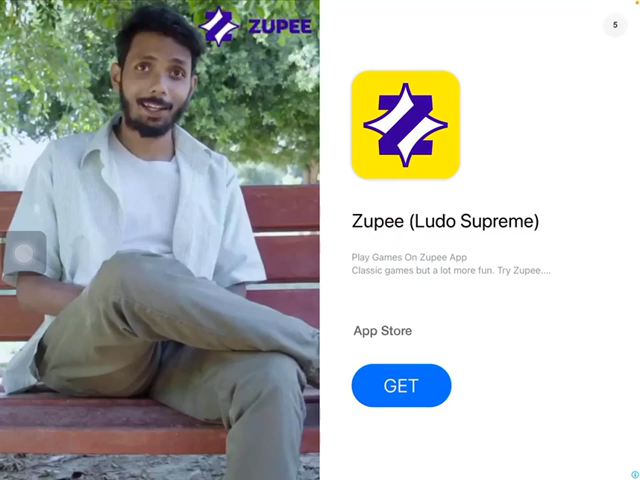 ZUPEE
5
Zupee (Ludo Supreme)
Play Games On Zupee App
Classic games but a lot more fun. Try Zupee....
App Store
GET